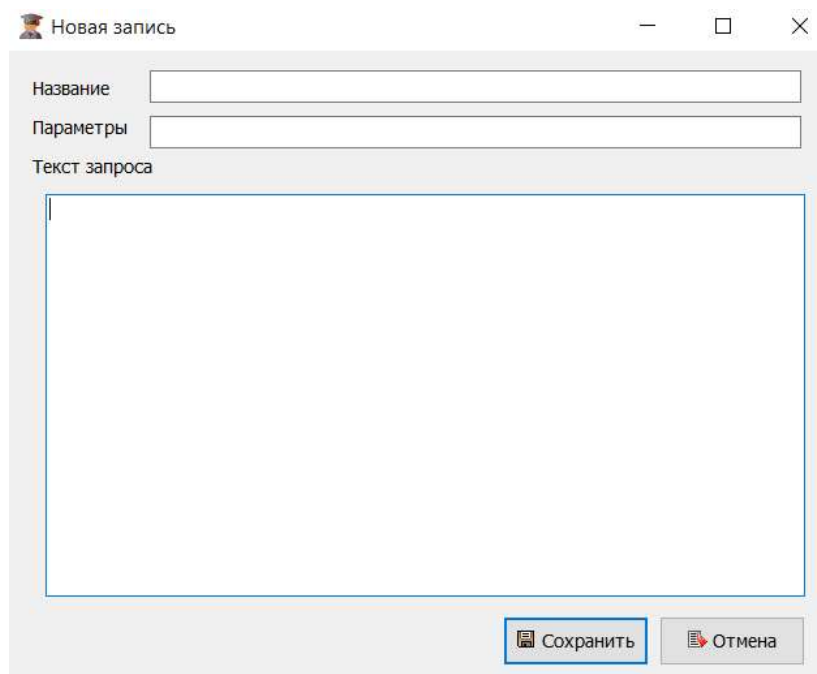 Новая запись
Название
Параметры
Текст запроса
Сохранить Отмена